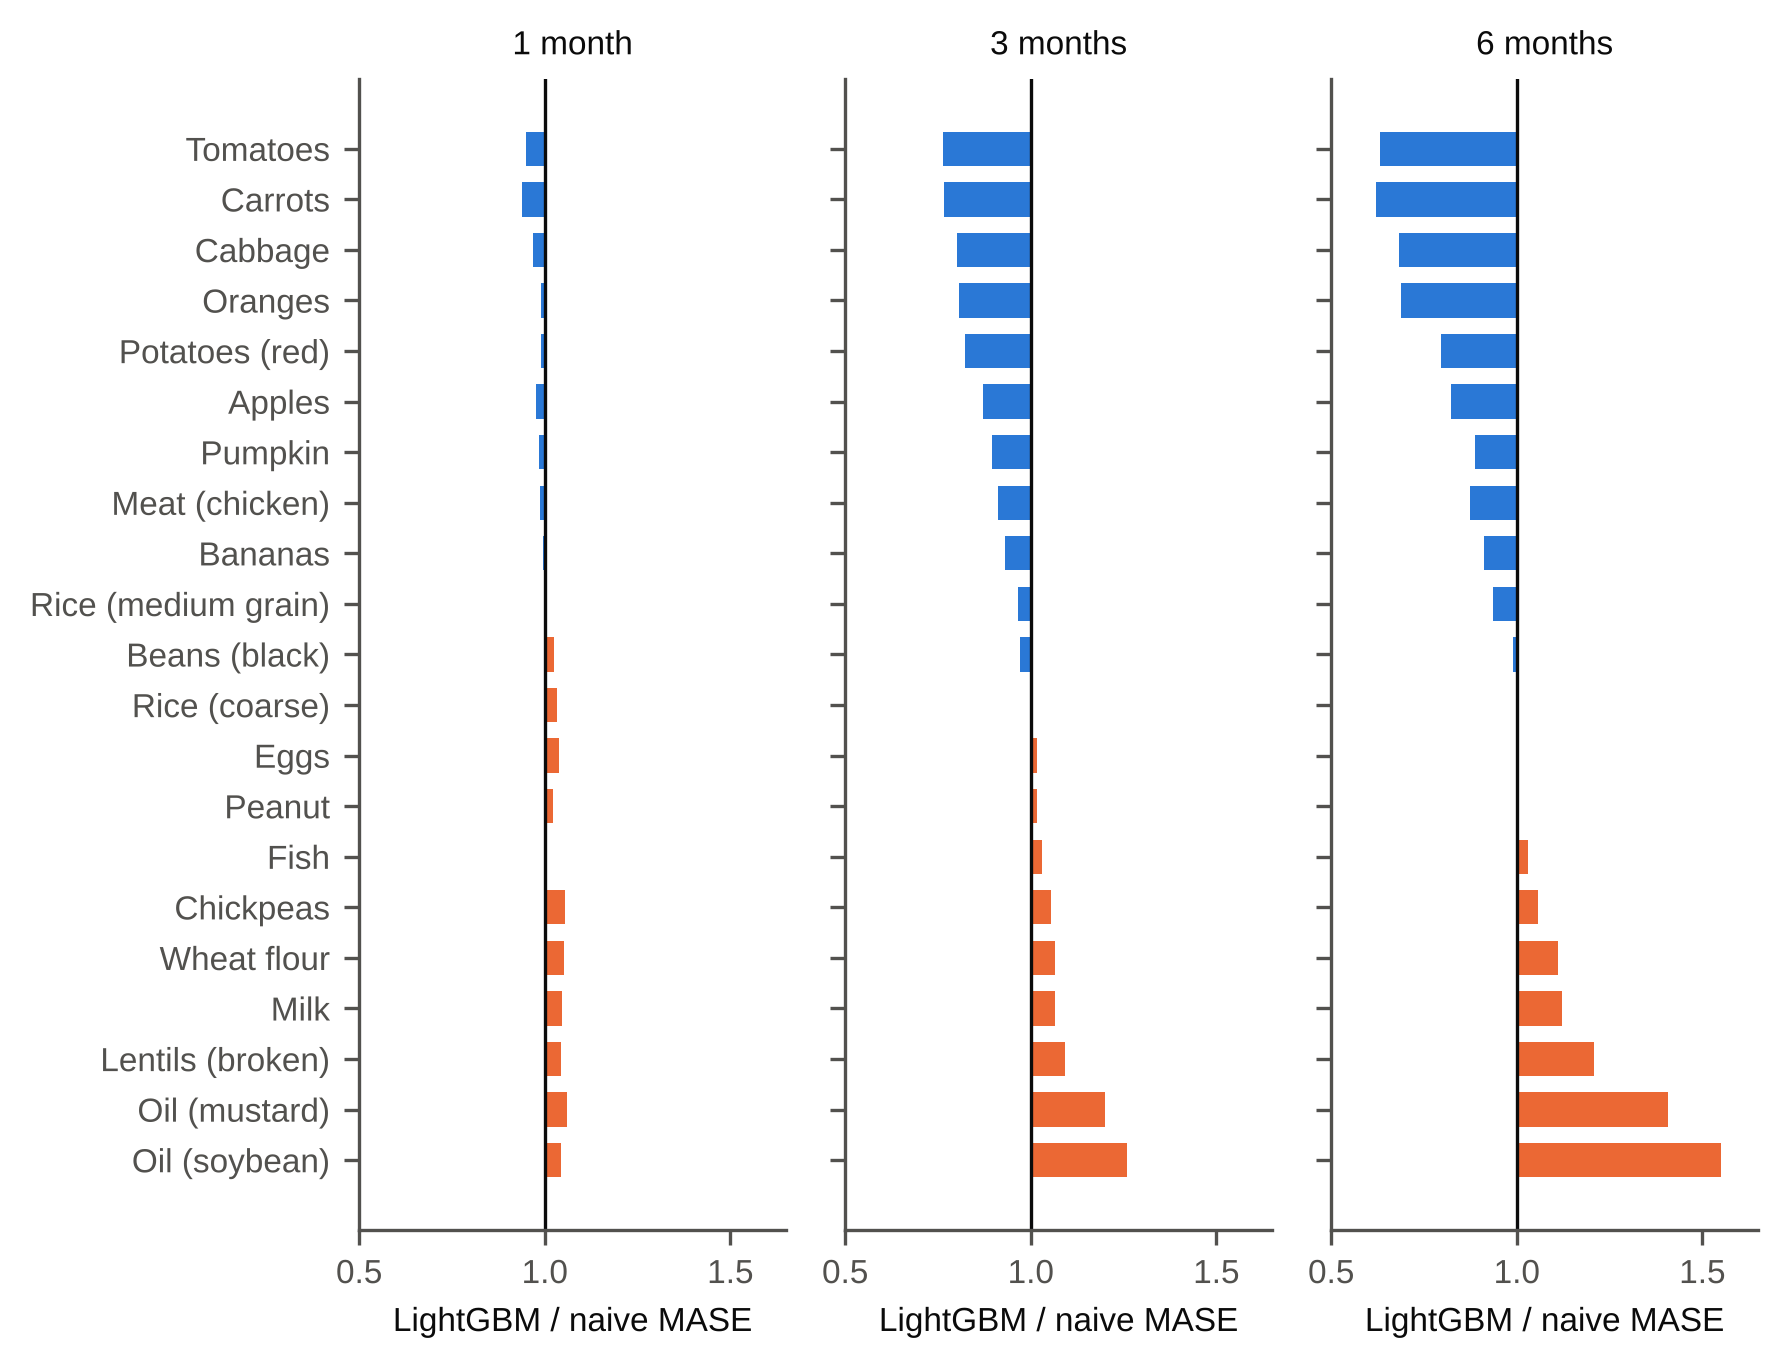 1 month
3 months
6 months
Tomatoes
Carrots
Cabbage
Oranges
Potatoes (red)
Apples
Pumpkin
Meat (chicken)
Bananas
Rice (medium grain)
Beans (black)
Rice (coarse)
Eggs
Peanut
Fish
Chickpeas
Wheat flour
Milk
Lentils (broken)
Oil (mustard)
Oil (soybean)
0.5 1.0 1.5
0.5 1.0 1.5
0.5 1.0 1.5
LightGBM / naive MASE
LightGBM / naive MASE
LightGBM / naive MASE